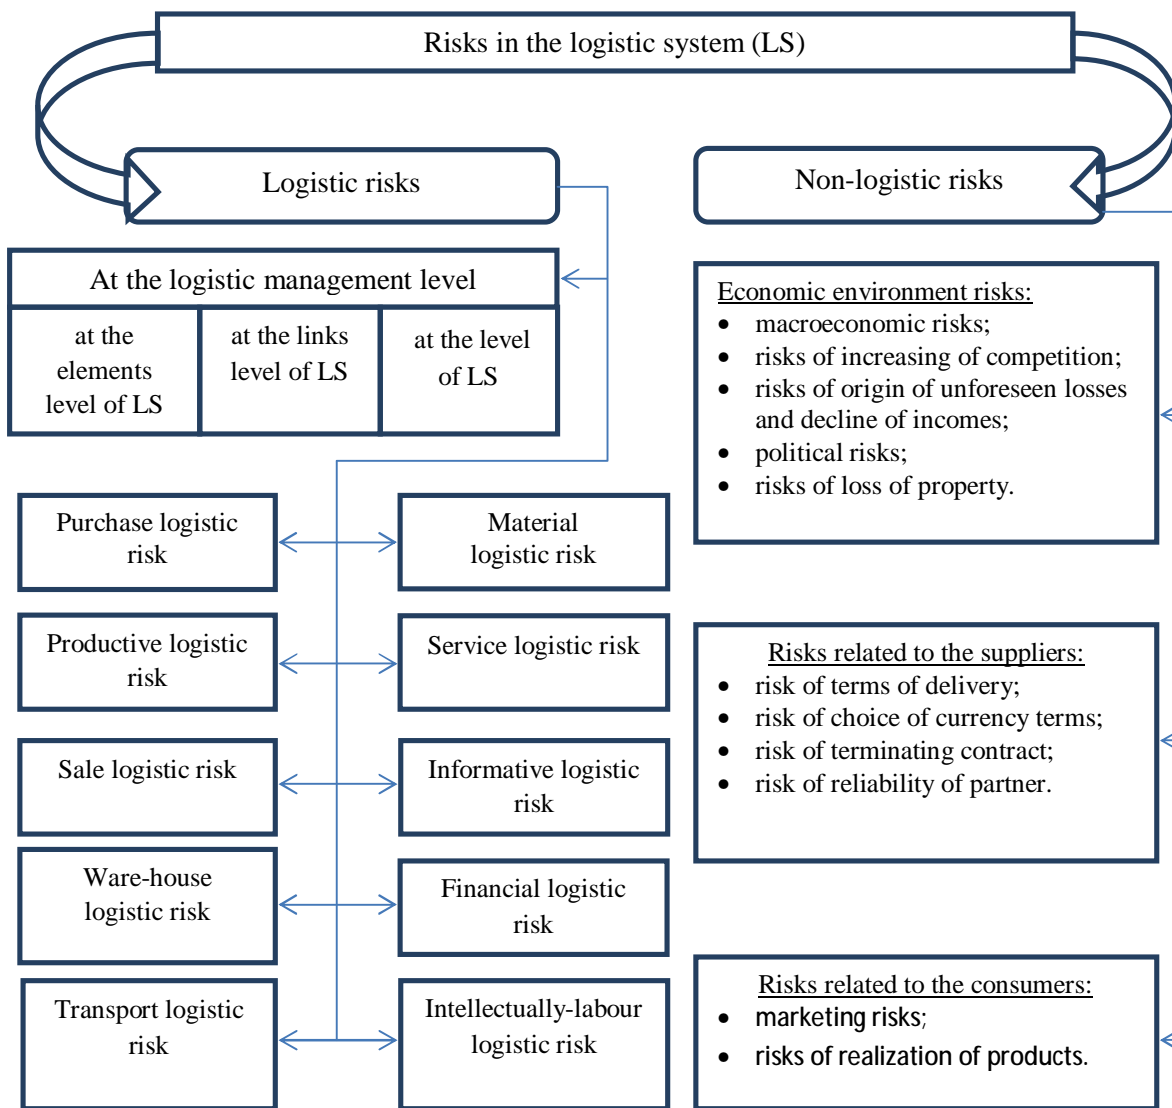 Risks in the logistic system (LS)
Logistic risks
Non-logistic risks
At the logistic management level
at the
elements
level of LS
at the links
level of LS
at the level
of LS
Purchase logistic
risk
Material
logistic risk
Productive logistic
risk
Service logistic risk
Sale logistic risk
Informative logistic
risk
Ware-house
logistic risk
Financial logistic
risk
Transport logistic
risk
Intellectually-labour
logistic risk
Economic environment risks:
• macroeconomic risks;
• risks of increasing of competition;
• risks of origin of unforeseen losses
and decline of incomes;
• political risks;
• risks of loss of property.
Risks related to the suppliers:
• risk of terms of delivery;
• risk of choice of currency terms;
• risk of terminating contract;
• risk of reliability of partner.
Risks related to the consumers:
• marketing risks;
• risks of realization of products.